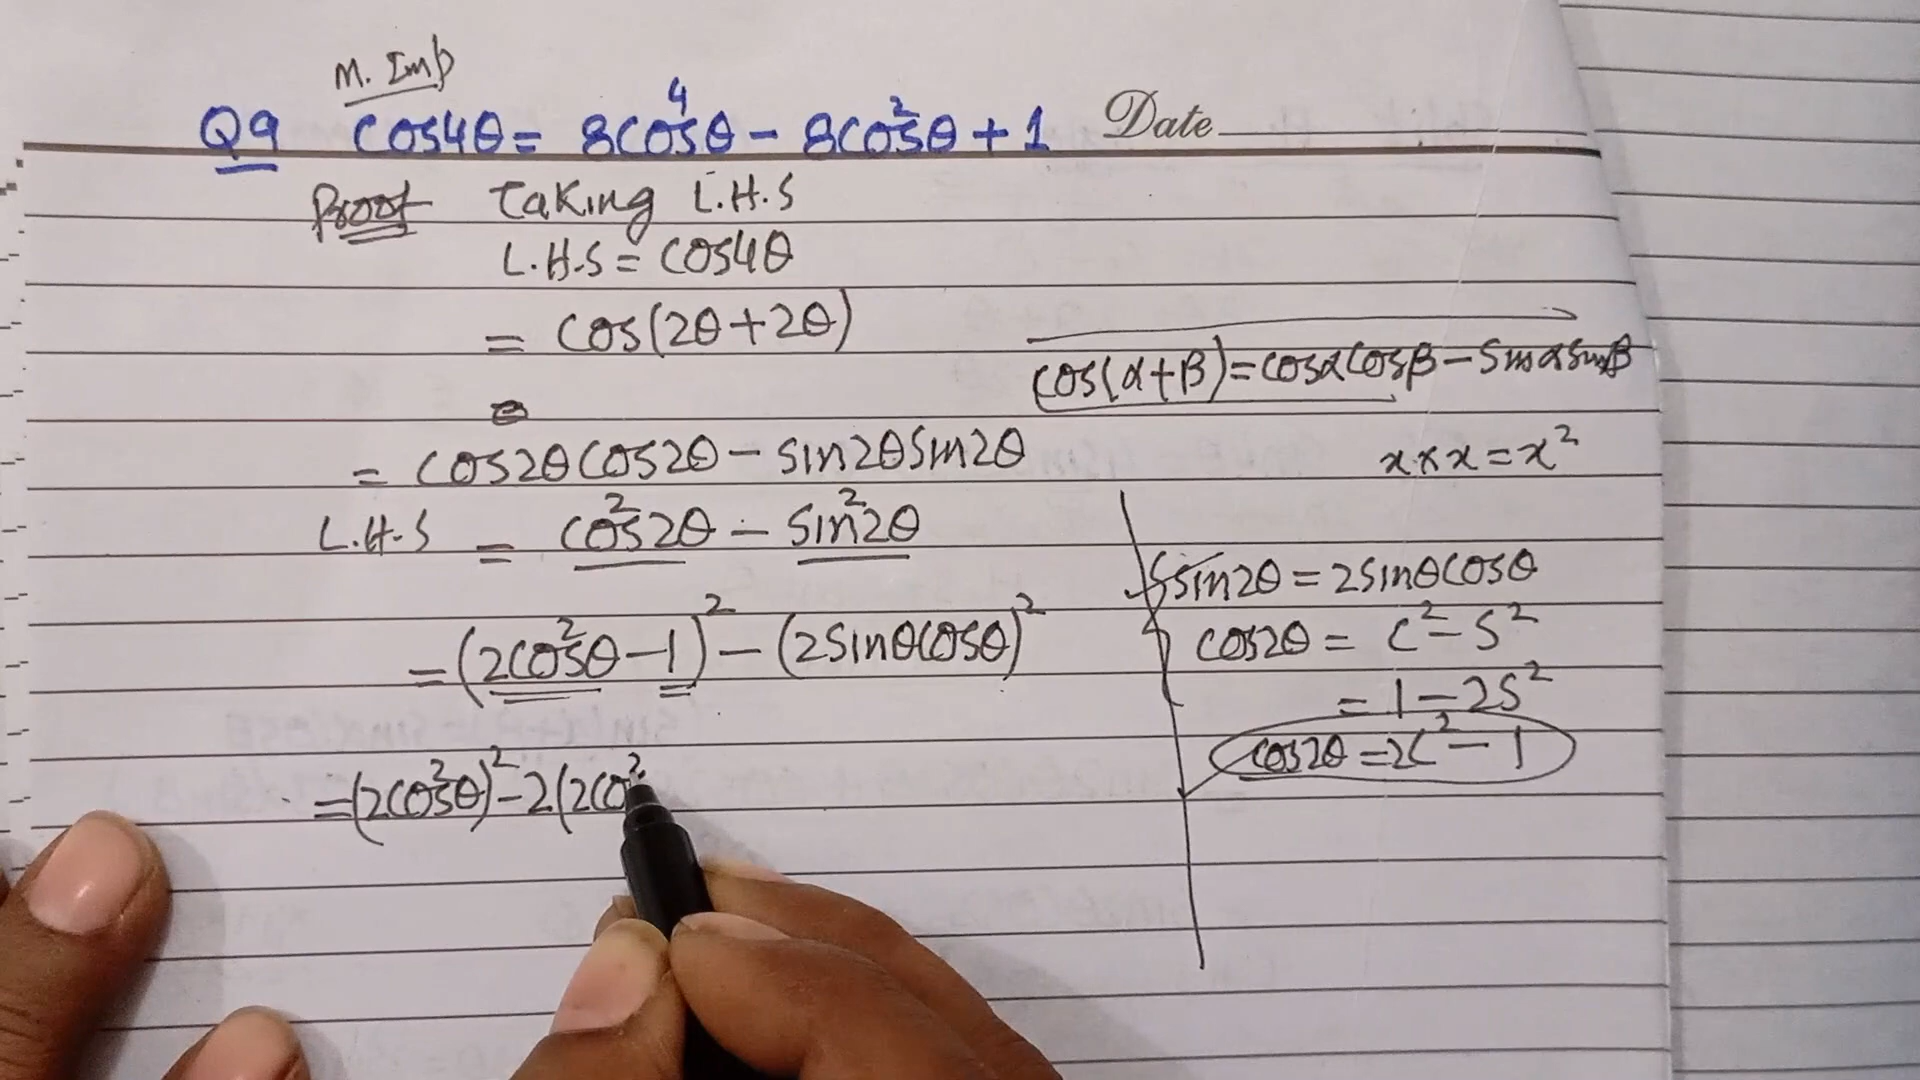 M. Imp
Q9 cos4θ = 8cos⁴θ - 8cos²θ + 1 Date
Proof Taking L.H.S
L.H.S = cos4θ
= cos(2θ+2θ)
cos(α+β) = cosαcosβ - sinαsinβ
=
= cos2θcos2θ - sin2θsin2θ
x×x = x²
L.H.S = cos²2θ - sin²2θ
sin2θ = 2sinθcosθ
= (2cos²θ - 1)² - (2sinθcosθ)²
cos2θ = c² - s²
= 1 - 2s²
cos2θ = 2c² - 1
= (2cos²θ)² - 2(2cos²